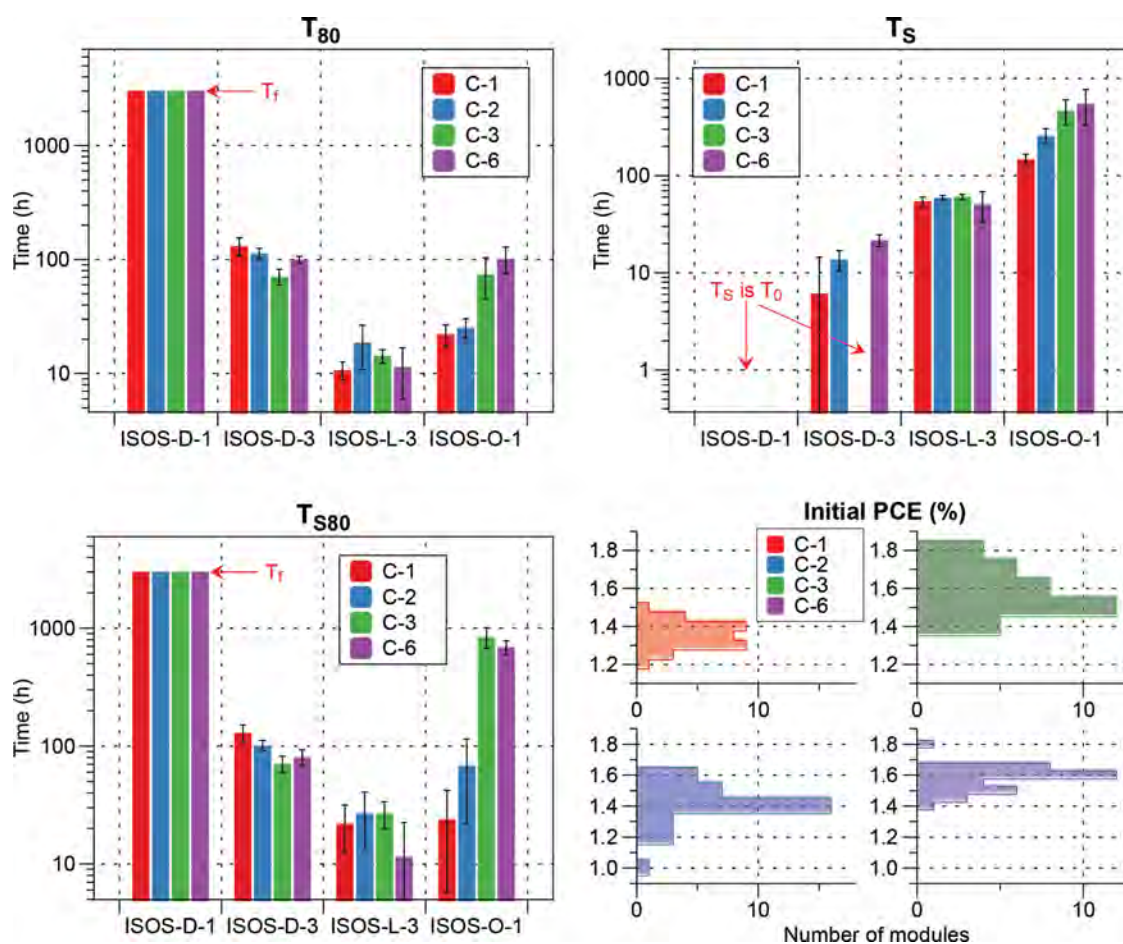 T80
Time (h)
1000
100
10
Tf
C-1
C-2
C-3
C-6
ISOS-D-1 ISOS-D-3 ISOS-L-3 ISOS-O-1
TS
Time (h)
1000
100
10
1
C-1
C-2
C-3
C-6
TS is T0
ISOS-D-1 ISOS-D-3 ISOS-L-3 ISOS-O-1
TS80
Time (h)
1000
100
10
Tf
C-1
C-2
C-3
C-6
ISOS-D-1 ISOS-D-3 ISOS-L-3 ISOS-O-1
Initial PCE (%)
C-1
C-2
C-3
C-6
1.8
1.6
1.4
1.2
0 10
1.8
1.6
1.4
1.2
0 10
1.8
1.6
1.4
1.2
1.0
0 10
1.8
1.6
1.4
1.2
1.0
0 10
Number of modules